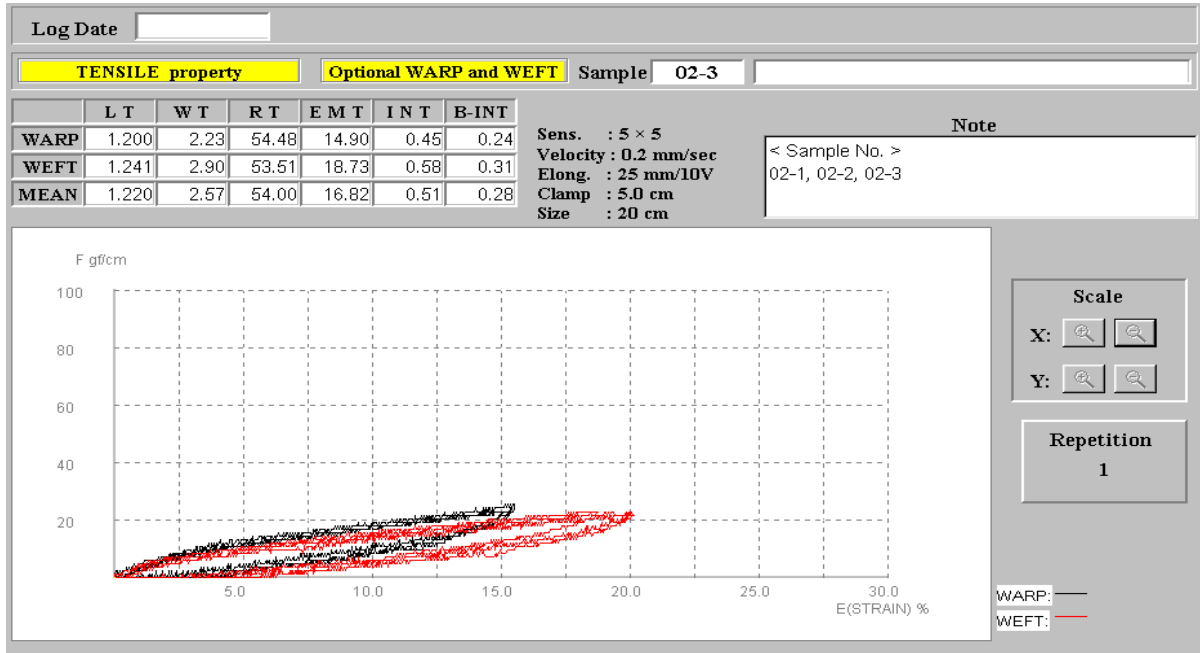 Log Date
TENSILE property Optional WARP and WEFT Sample 02-3
L T W T R T E M T I N T B-INT
WARP 1.200 2.23 54.48 14.90 0.45 0.24
WEFT 1.241 2.90 53.51 18.73 0.58 0.31
MEAN 1.220 2.57 54.00 16.82 0.51 0.28
Sens. : 5 × 5
Velocity : 0.2 mm/sec
Elong. : 25 mm/10V
Clamp : 5.0 cm
Size : 20 cm
Note
< Sample No. >
02-1, 02-2, 02-3
F gf/cm
100
80
60
40
20
5.0 10.0 15.0 20.0 25.0 30.0
E(STRAIN) %
Scale
X:
Y:
Repetition
1
WARP:
WEFT: